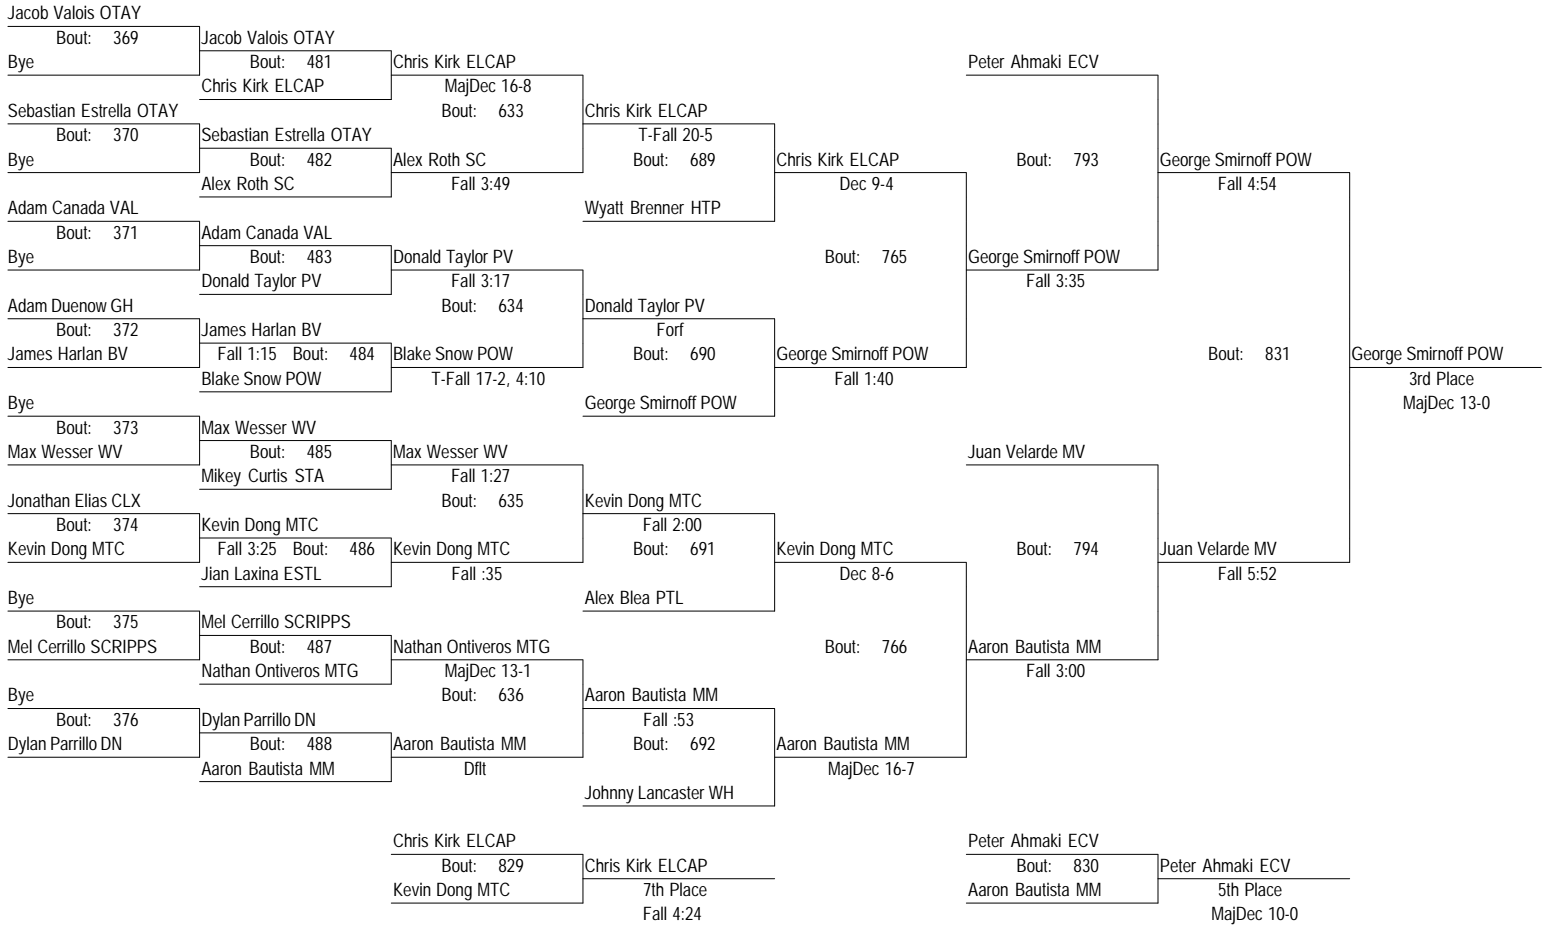 Jacob Valois OTAY
Bout: 369 Jacob Valois OTAY
Bye Bout: 481 Chris Kirk ELCAP Peter Ahmaki ECV
Chris Kirk ELCAP MajDec 16-8
Sebastian Estrella OTAY Bout: 633 Chris Kirk ELCAP
Bout: 370 Sebastian Estrella OTAY T-Fall 20-5
Bye Bout: 482 Alex Roth SC Bout: 689 Chris Kirk ELCAP Bout: 793 George Smirnoff POW
Alex Roth SC Fall 3:49 Dec 9-4 Fall 4:54
Adam Canada VAL Wyatt Brenner HTP
Bout: 371 Adam Canada VAL
Bye Bout: 483 Donald Taylor PV Bout: 765 George Smirnoff POW
Donald Taylor PV Fall 3:17 Fall 3:35
Adam Duenow GH Bout: 634 Donald Taylor PV
Bout: 372 James Harlan BV Forf
James Harlan BV Fall 1:15 Bout: 484 Blake Snow POW Bout: 690 George Smirnoff POW Bout: 831 George Smirnoff POW
Blake Snow POW T-Fall 17-2, 4:10 Fall 1:40 3rd Place
Bye George Smirnoff POW MajDec 13-0
Bout: 373 Max Wesser WV
Max Wesser WV Bout: 485 Max Wesser WV Juan Velarde MV
Mikey Curtis STA Fall 1:27
Jonathan Elias CLX Bout: 635 Kevin Dong MTC
Bout: 374 Kevin Dong MTC Fall 2:00
Kevin Dong MTC Fall 3:25 Bout: 486 Kevin Dong MTC Bout: 691 Kevin Dong MTC Bout: 794 Juan Velarde MV
Jian Laxina ESTL Fall :35 Dec 8-6 Fall 5:52
Bye Alex Blea PTL
Bout: 375 Mel Cerrillo SCRIPPS
Mel Cerrillo SCRIPPS Bout: 487 Nathan Ontiveros MTG Bout: 766 Aaron Bautista MM
Nathan Ontiveros MTG MajDec 13-1 Fall 3:00
Bye Bout: 636 Aaron Bautista MM
Bout: 376 Dylan Parrillo DN Fall :53
Dylan Parrillo DN Bout: 488 Aaron Bautista MM Bout: 692 Aaron Bautista MM
Aaron Bautista MM Dflt MajDec 16-7
Johnny Lancaster WH
Chris Kirk ELCAP Peter Ahmaki ECV
Bout: 829 Chris Kirk ELCAP Bout: 830 Peter Ahmaki ECV
Kevin Dong MTC 7th Place Aaron Bautista MM 5th Place
Fall 4:24 MajDec 10-0